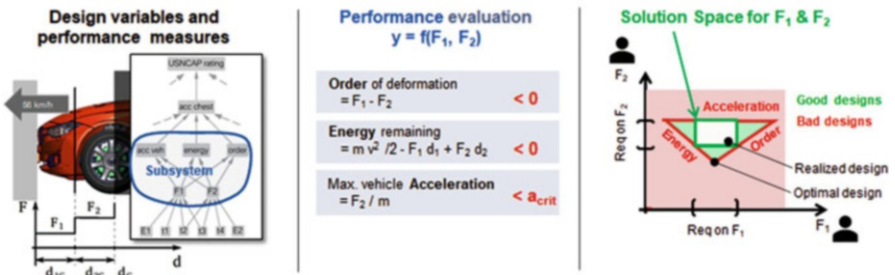 Design variables and
performance measures
USNCAP rating
acc chest
56 km/h
acc veh energy order
Subsystem
F1 F2
F
F₁
F₂
E1 t1 t2 t3 t4 E2
d
Performance evaluation
y = f(F₁, F₂)
Order of deformation
= F₁ - F₂ < 0
Energy remaining
= m v² /2 - F₁ d₁ + F₂ d₂ < 0
Max. vehicle Acceleration
= F₂ / m < a_crit
Solution Space for F₁ & F₂
F₂
Acceleration
Good designs
Bad designs
Req on F₂
Energy
Order
Realized design
Optimal design
Req on F₁
F₁